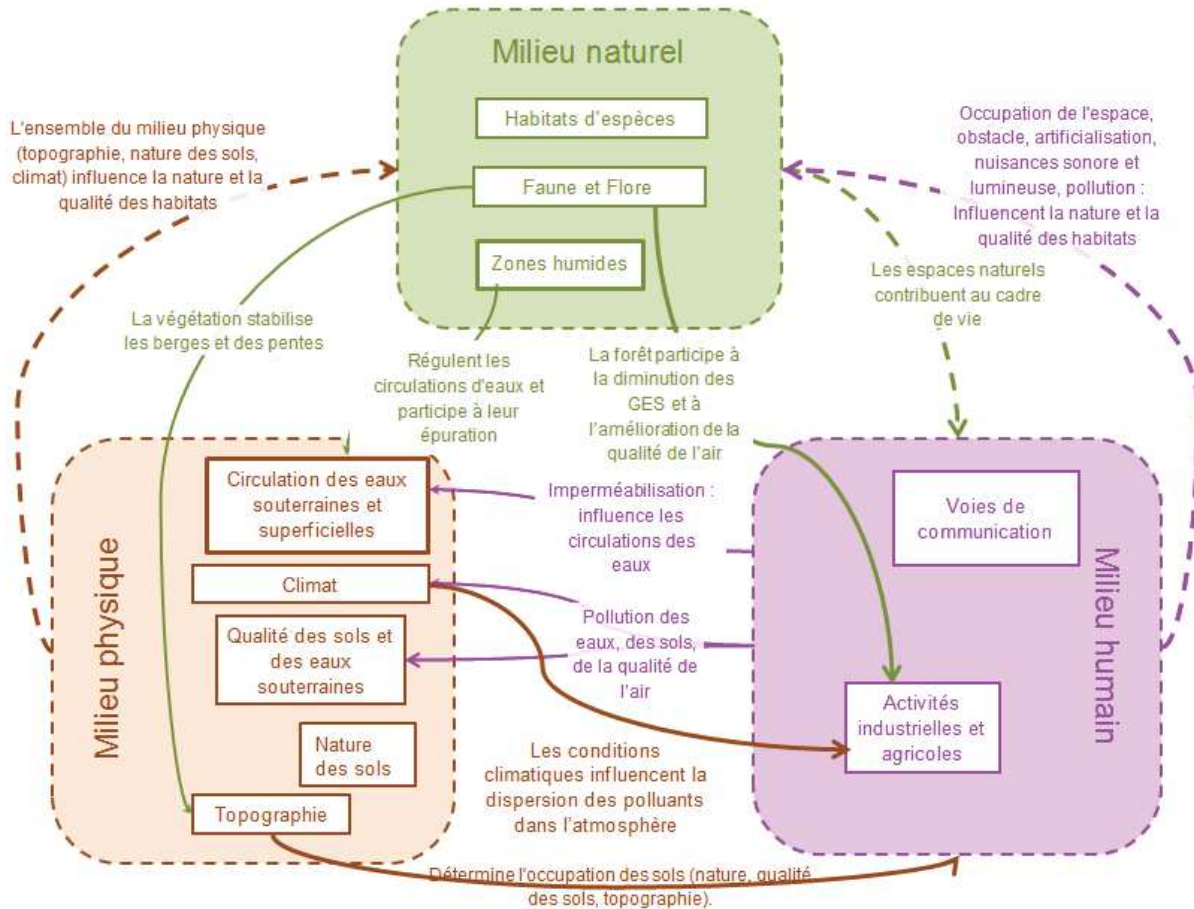 Milieu naturel
Habitats d'espèces
Faune et Flore
Zones humides
L'ensemble du milieu physique
(topographie, nature des sols,
climat) influence la nature et la
qualité des habitats
Occupation de l'espace,
obstacle, artificialisation,
nuisances sonore et
lumineuse, pollution :
Influencent la nature et la
qualité des habitats
Les espaces naturels
contribuent au cadre
de vie
La végétation stabilise
les berges et des pentes
Régulent les
circulations d'eaux et
participe à leur
épuration
La forêt participe à
la diminution des
GES et à
l'amélioration de la
qualité de l'air
Milieu physique
Circulation des eaux
souterraines et
superficielles
Climat
Qualité des sols et
des eaux
souterraines
Nature
des sols
Topographie
Imperméabilisation :
influence les
circulations des
eaux
Pollution des
eaux, des sols,
de la qualité de
l'air
Les conditions
climatiques influencent la
dispersion des polluants
dans l'atmosphère
Milieu humain
Voies de
communication
Activités
industrielles et
agricoles
Détermine l'occupation des sols (nature, qualité
des sols, topographie).